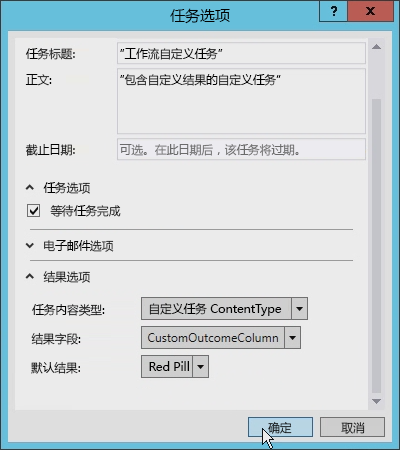 任务选项
?
x
任务标题:
"工作流自定义任务"
正文:
"包含自定义结果的自定义任务"
截止日期:
可选。在此日期后，该任务将过期。
任务选项
等待任务完成
电子邮件选项
结果选项
任务内容类型:
自定义任务 ContentType
结果字段:
CustomOutcomeColumn
默认结果:
Red Pill
确定
取消